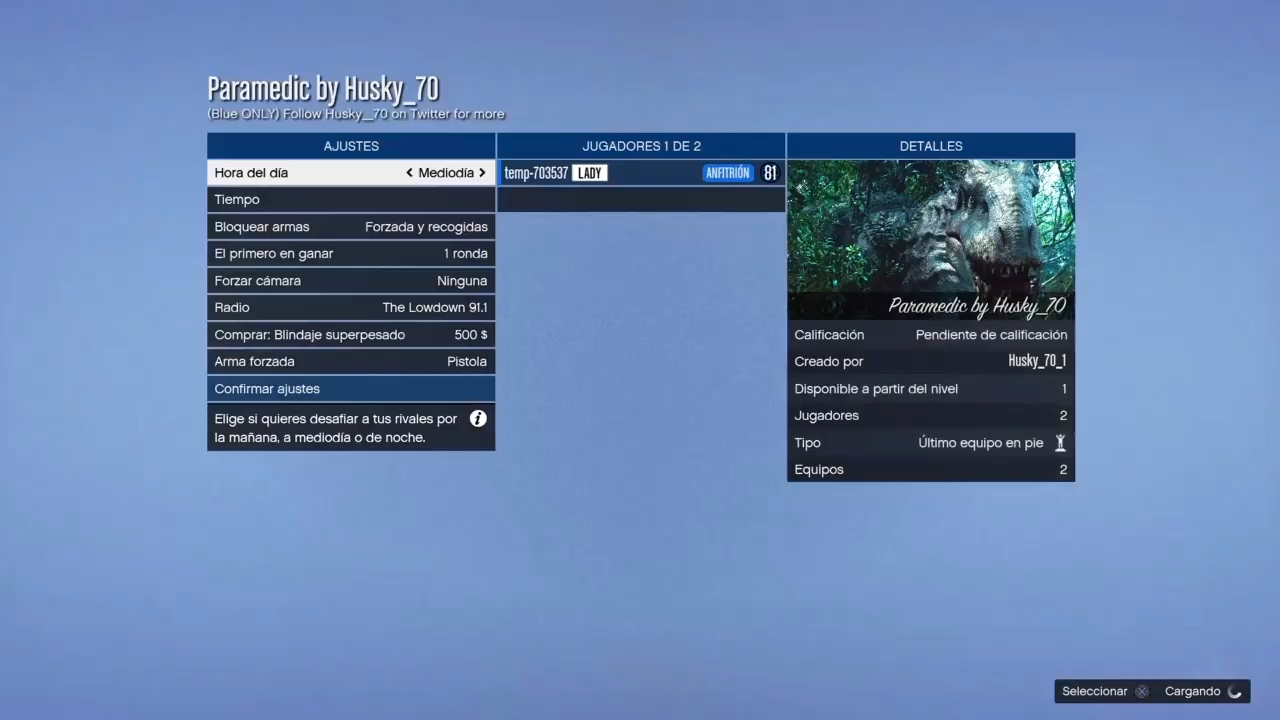 Paramedic by Husky_70
(Blue ONLY) Follow Husky__70 on Twitter for more
AJUSTES
Hora del día Mediodía
Tiempo
Bloquear armas Forzada y recogidas
El primero en ganar 1 ronda
Forzar cámara Ninguna
Radio The Lowdown 91.1
Comprar: Blindaje superpesado 500 $
Arma forzada Pistola
Confirmar ajustes
Elige si quieres desafiar a tus rivales por
la mañana, a mediodía o de noche.
JUGADORES 1 DE 2
temp-703537 LADY ANFITRIÓN 81
DETALLES
Paramedic by Husky_70
Calificación Pendiente de calificación
Creado por Husky_70_1
Disponible a partir del nivel 1
Jugadores 2
Tipo Último equipo en pie
Equipos 2
Seleccionar Cargando